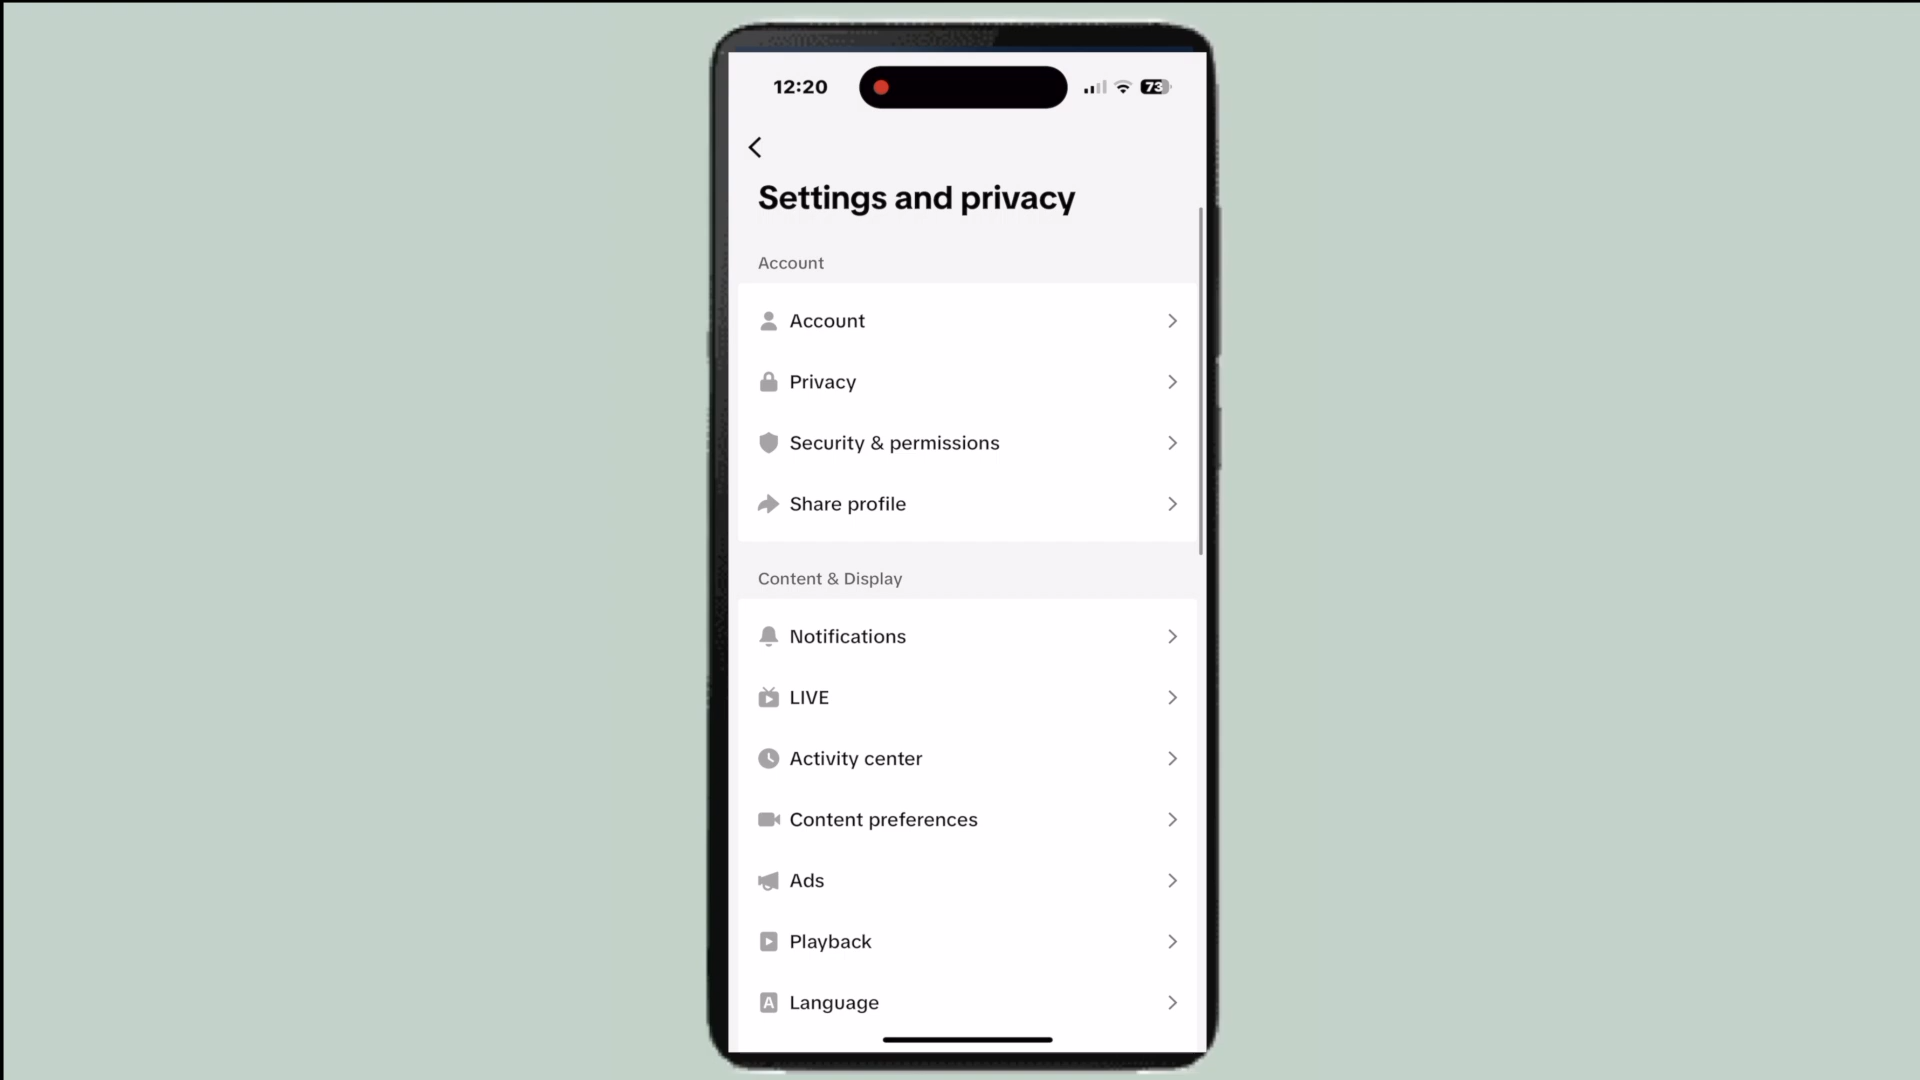 12:20
73
Settings and privacy
Account
Account
Privacy
Security & permissions
Share profile
Content & Display
Notifications
LIVE
Activity center
Content preferences
Ads
Playback
A Language